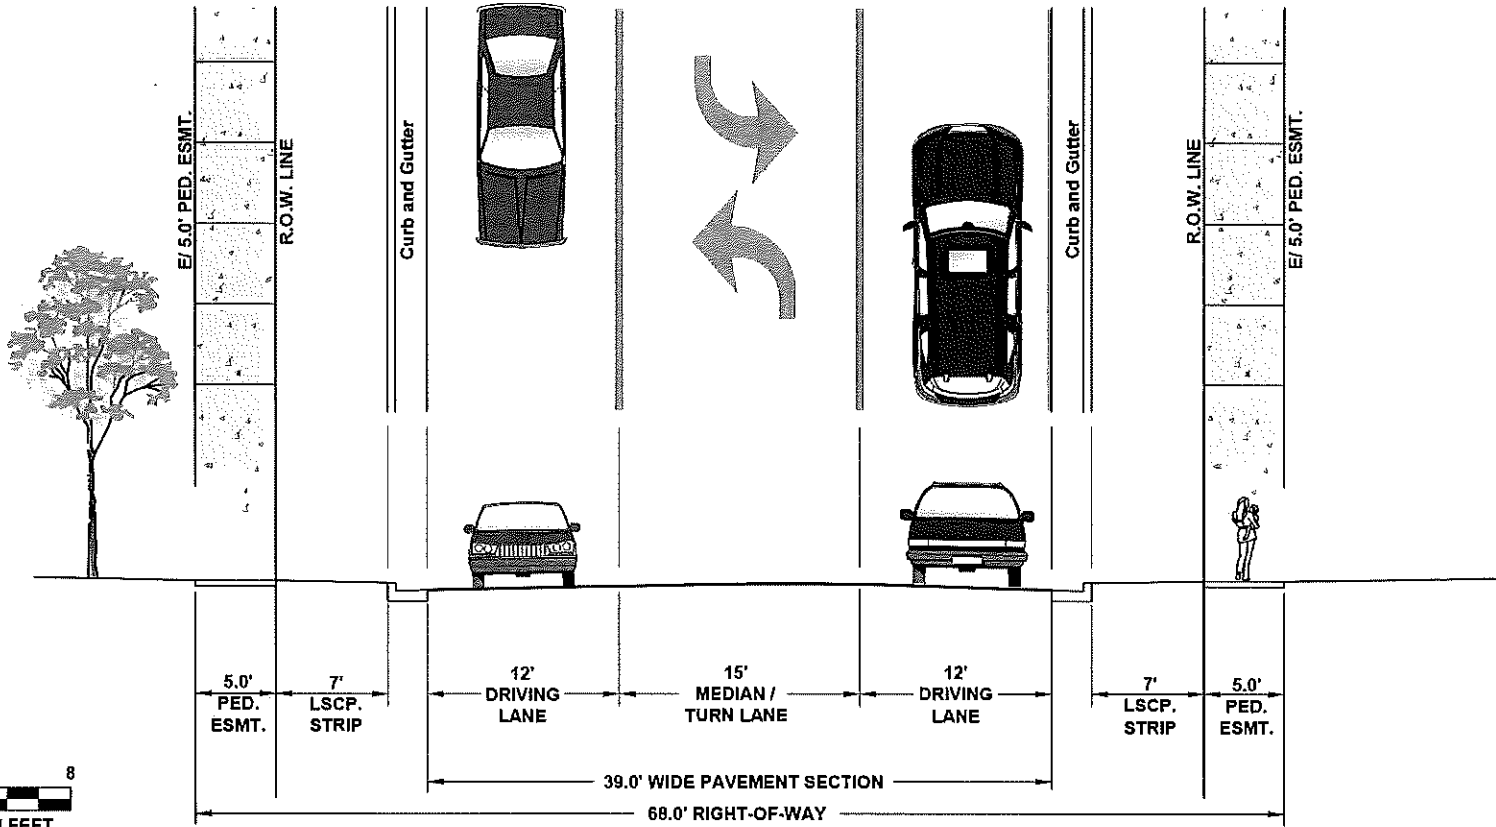 E/ 5.0' PED. ESMT.
R.O.W. LINE
Curb and Gutter
Curb and Gutter
R.O.W. LINE
E/ 5.0' PED. ESMT.
5.0'
PED.
ESMT.
7'
LSCP.
STRIP
12'
DRIVING
LANE
15'
MEDIAN /
TURN LANE
12'
DRIVING
LANE
7'
LSCP.
STRIP
5.0'
PED.
ESMT.
39.0' WIDE PAVEMENT SECTION
68.0' RIGHT-OF-WAY
8
FEET